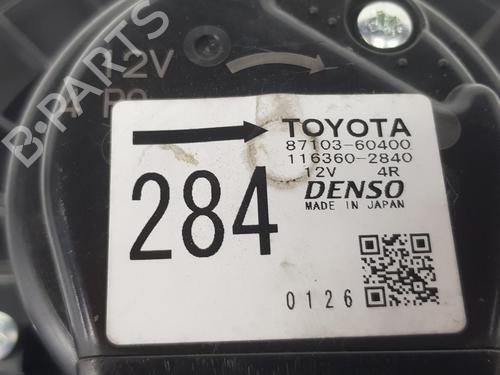 12V
TOYOTA
87103-60400
116360-2840
12V 4R
284
DENSO
MADE IN JAPAN
0126
B-PARTS